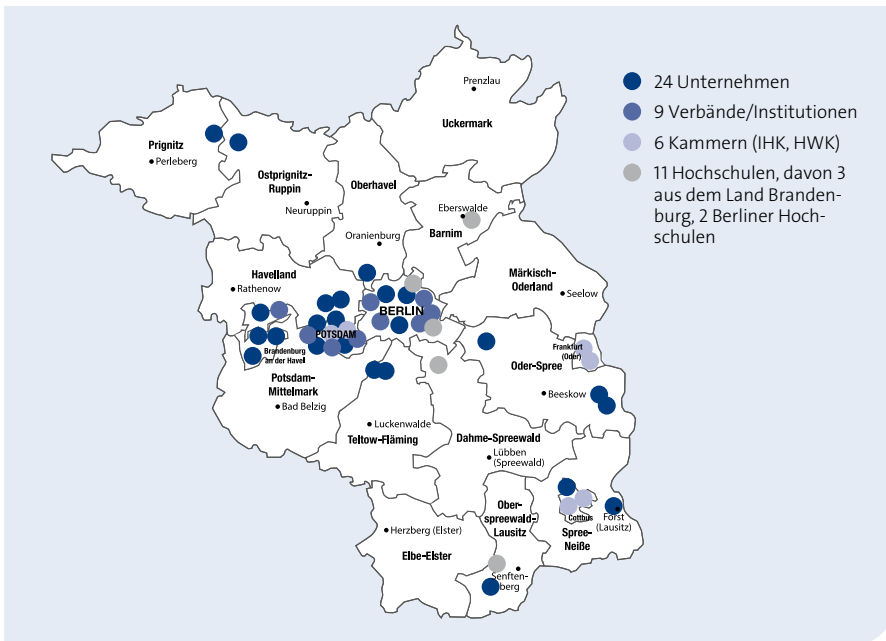 Prenzlau
Uckermark
Prignitz
Perleberg
Ostprignitz-
Ruppin
Neuruppin
Oberhavel
Oranienburg
Eberswalde
Barnim
Havelland
Rathenow
Märkisch-
Oderland
Seelow
BERLIN
POTSDAM
Brandenburg
an der Havel
Potsdam-
Mittelmark
Bad Belzig
Frankfurt
(Oder)
Oder-Spree
Beeskow
Luckenwalde
Teltow-Fläming
Dahme-Spreewald
Lübben
(Spreewald)
Ober-
spreewald-
Lausitz
Cottbus
Forst
(Lausitz)
Spree-
Neiße
Herzberg (Elster)
Elbe-Elster
Senften-
berg
24 Unternehmen
9 Verbände/Institutionen
6 Kammern (IHK, HWK)
11 Hochschulen, davon 3
aus dem Land Branden-
burg, 2 Berliner Hoch-
schulen